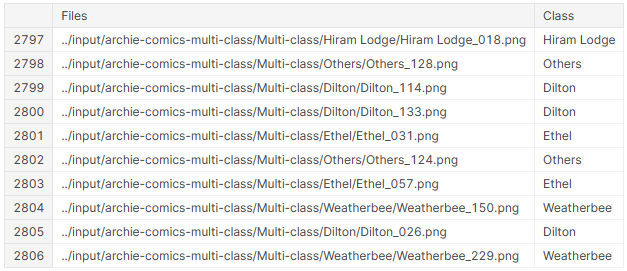 Files Class
2797 ../input/archie-comics-multi-class/Multi-class/Hiram Lodge/Hiram Lodge_018.png Hiram Lodge
2798 ../input/archie-comics-multi-class/Multi-class/Others/Others_128.png Others
2799 ../input/archie-comics-multi-class/Multi-class/Dilton/Dilton_114.png Dilton
2800 ../input/archie-comics-multi-class/Multi-class/Dilton/Dilton_133.png Dilton
2801 ../input/archie-comics-multi-class/Multi-class/Ethel/Ethel_031.png Ethel
2802 ../input/archie-comics-multi-class/Multi-class/Others/Others_124.png Others
2803 ../input/archie-comics-multi-class/Multi-class/Ethel/Ethel_057.png Ethel
2804 ../input/archie-comics-multi-class/Multi-class/Weatherbee/Weatherbee_150.png Weatherbee
2805 ../input/archie-comics-multi-class/Multi-class/Dilton/Dilton_026.png Dilton
2806 ../input/archie-comics-multi-class/Multi-class/Weatherbee/Weatherbee_229.png Weatherbee